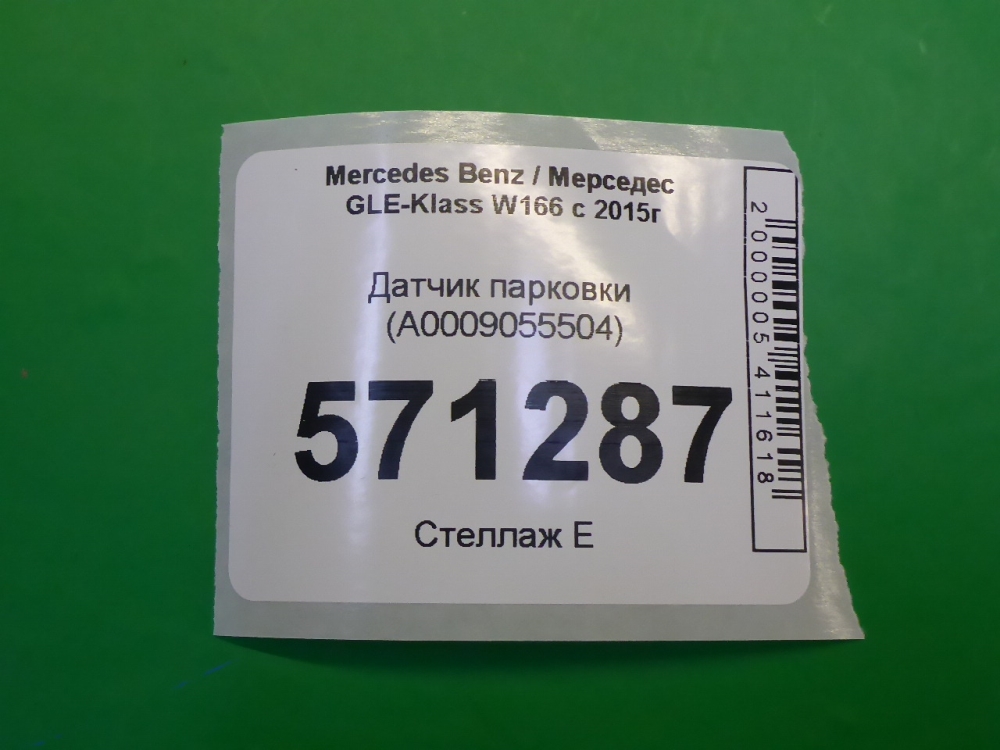 Mercedes Benz / Мерседес
GLE-Klass W166 с 2015г
Датчик парковки
(A0009055504)
571287
Стеллаж Е
2000005411618